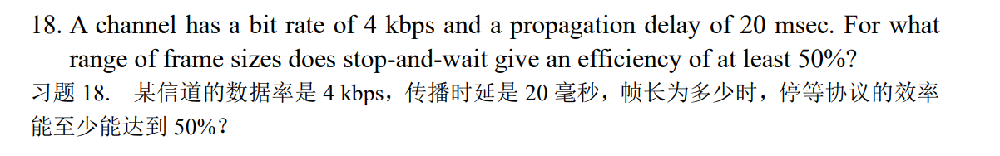 18. A channel has a bit rate of 4 kbps and a propagation delay of 20 msec. For what
range of frame sizes does stop-and-wait give an efficiency of at least 50%?
习题 18. 某信道的数据率是 4 kbps，传播时延是 20 毫秒，帧长为多少时，停等协议的效率
能至少能达到 50%？